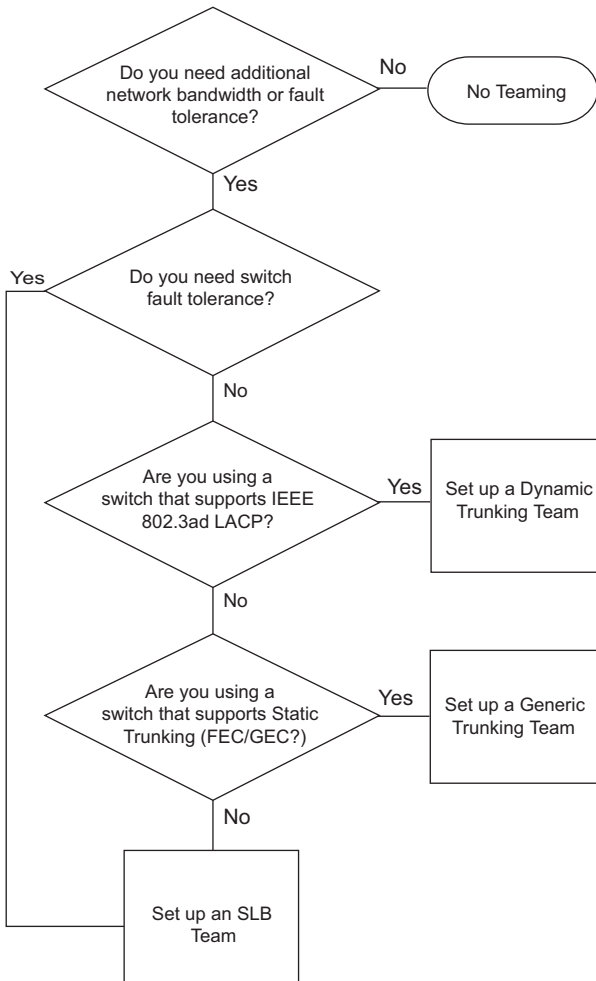 Do you need additional
network bandwidth or fault
tolerance?
No
No Teaming
Yes
Yes
Do you need switch
fault tolerance?
No
Are you using a
switch that supports IEEE
802.3ad LACP?
Yes
Set up a Dynamic
Trunking Team
No
Are you using a
switch that supports Static
Trunking (FEC/GEC?)
Yes
Set up a Generic
Trunking Team
No
Set up an SLB
Team